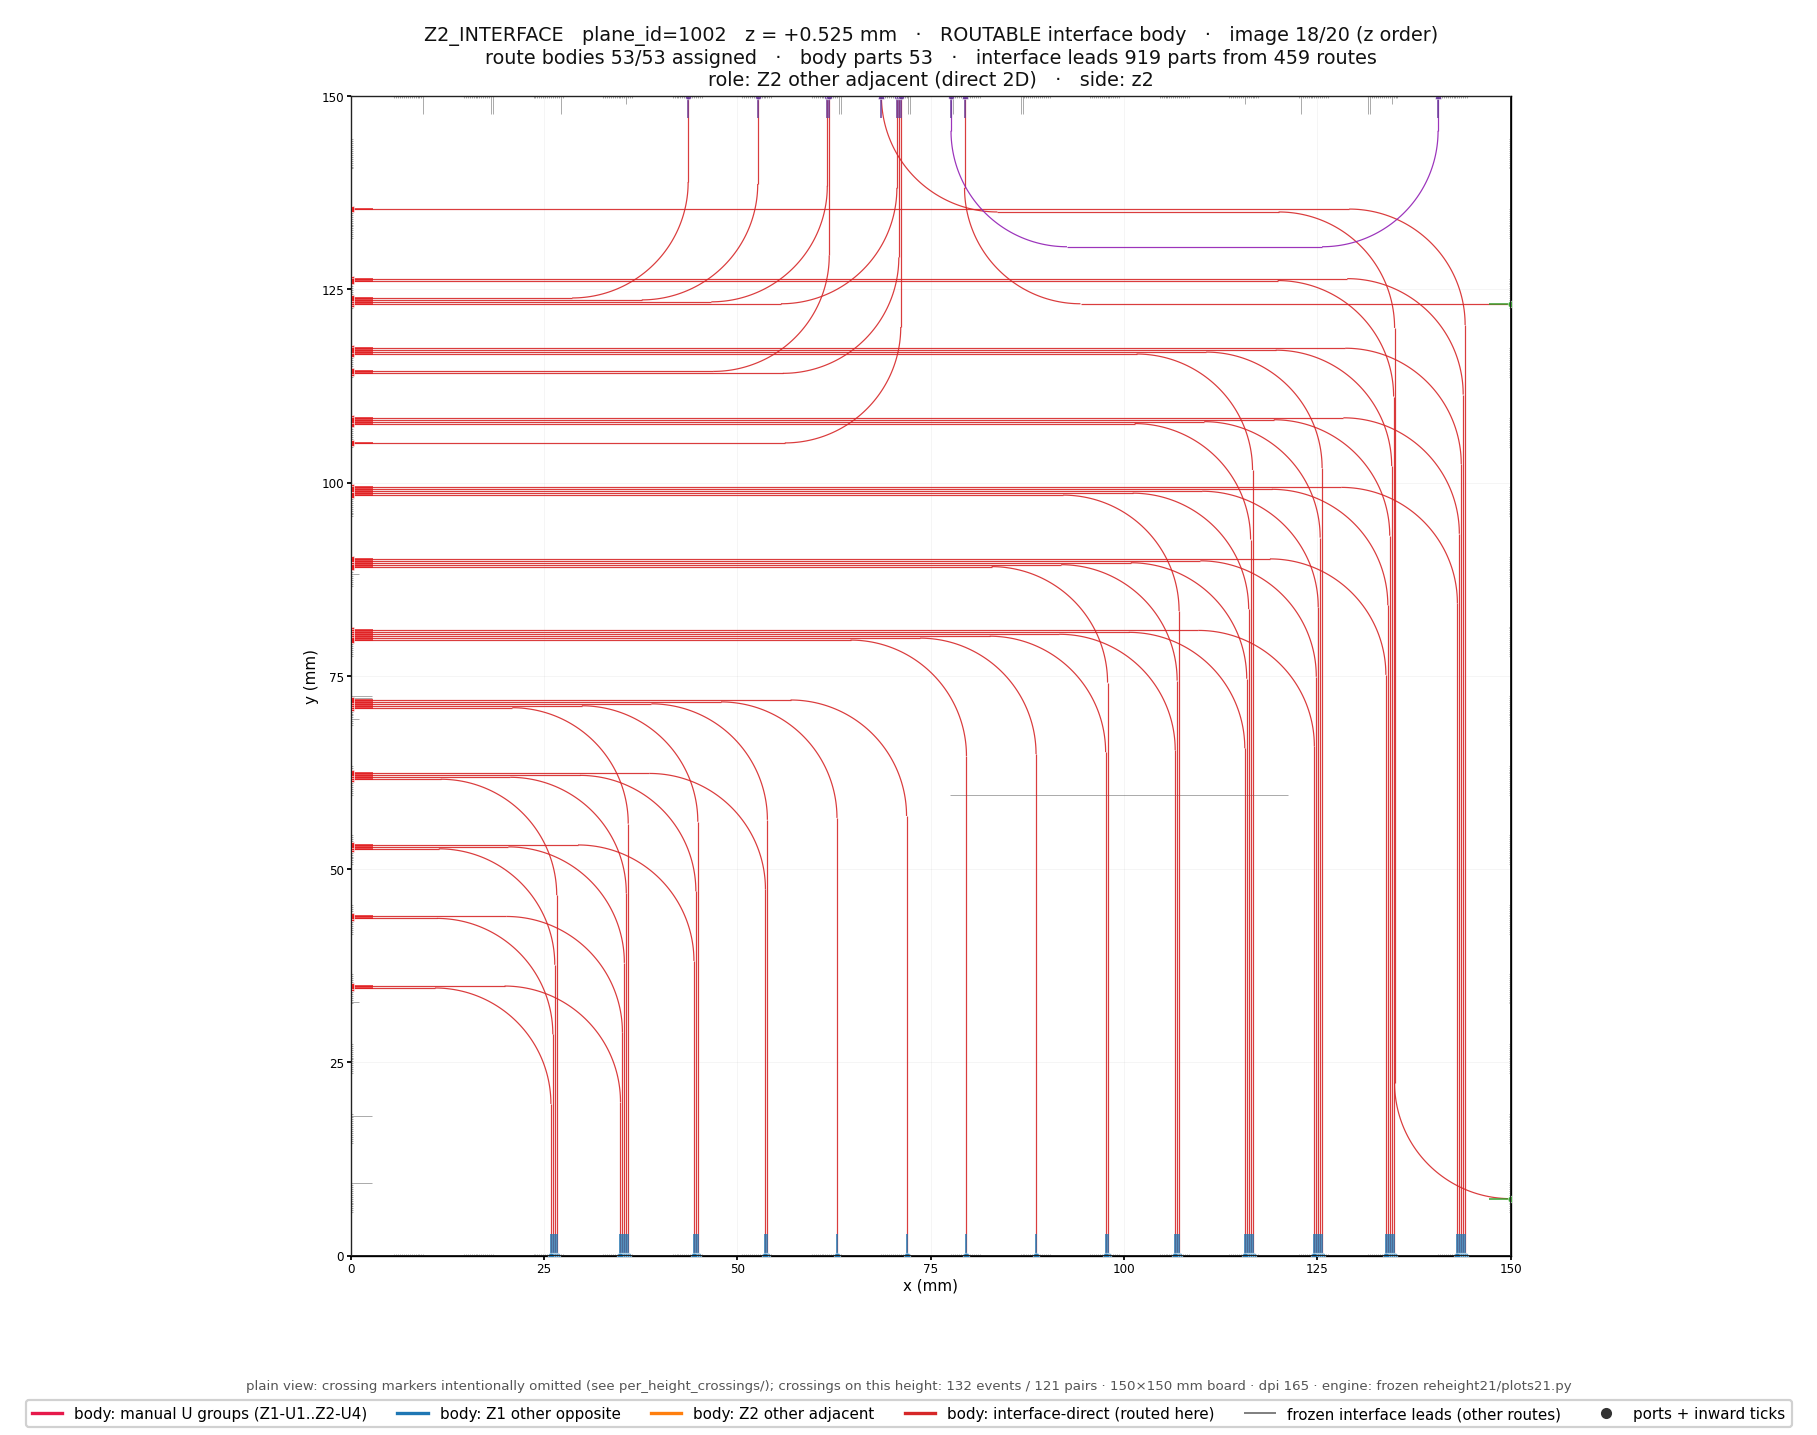 Z2_INTERFACE   plane_id=1002   z = +0.525 mm   ·   ROUTABLE interface body   ·   image 18/20 (z order)
route bodies 53/53 assigned   ·   body parts 53   ·   interface leads 919 parts from 459 routes
role: Z2 other adjacent (direct 2D)   ·   side: z2
150
125
100
75
50
25
0
y (mm)
0 25 50 75 100 125 150
x (mm)
plain view: crossing markers intentionally omitted (see per_height_crossings/); crossings on this height: 132 events / 121 pairs · 150×150 mm board · dpi 165 · engine: frozen reheight21/plots21.py
body: manual U groups (Z1-U1..Z2-U4) body: Z1 other opposite body: Z2 other adjacent body: interface-direct (routed here) frozen interface leads (other routes) ports + inward ticks